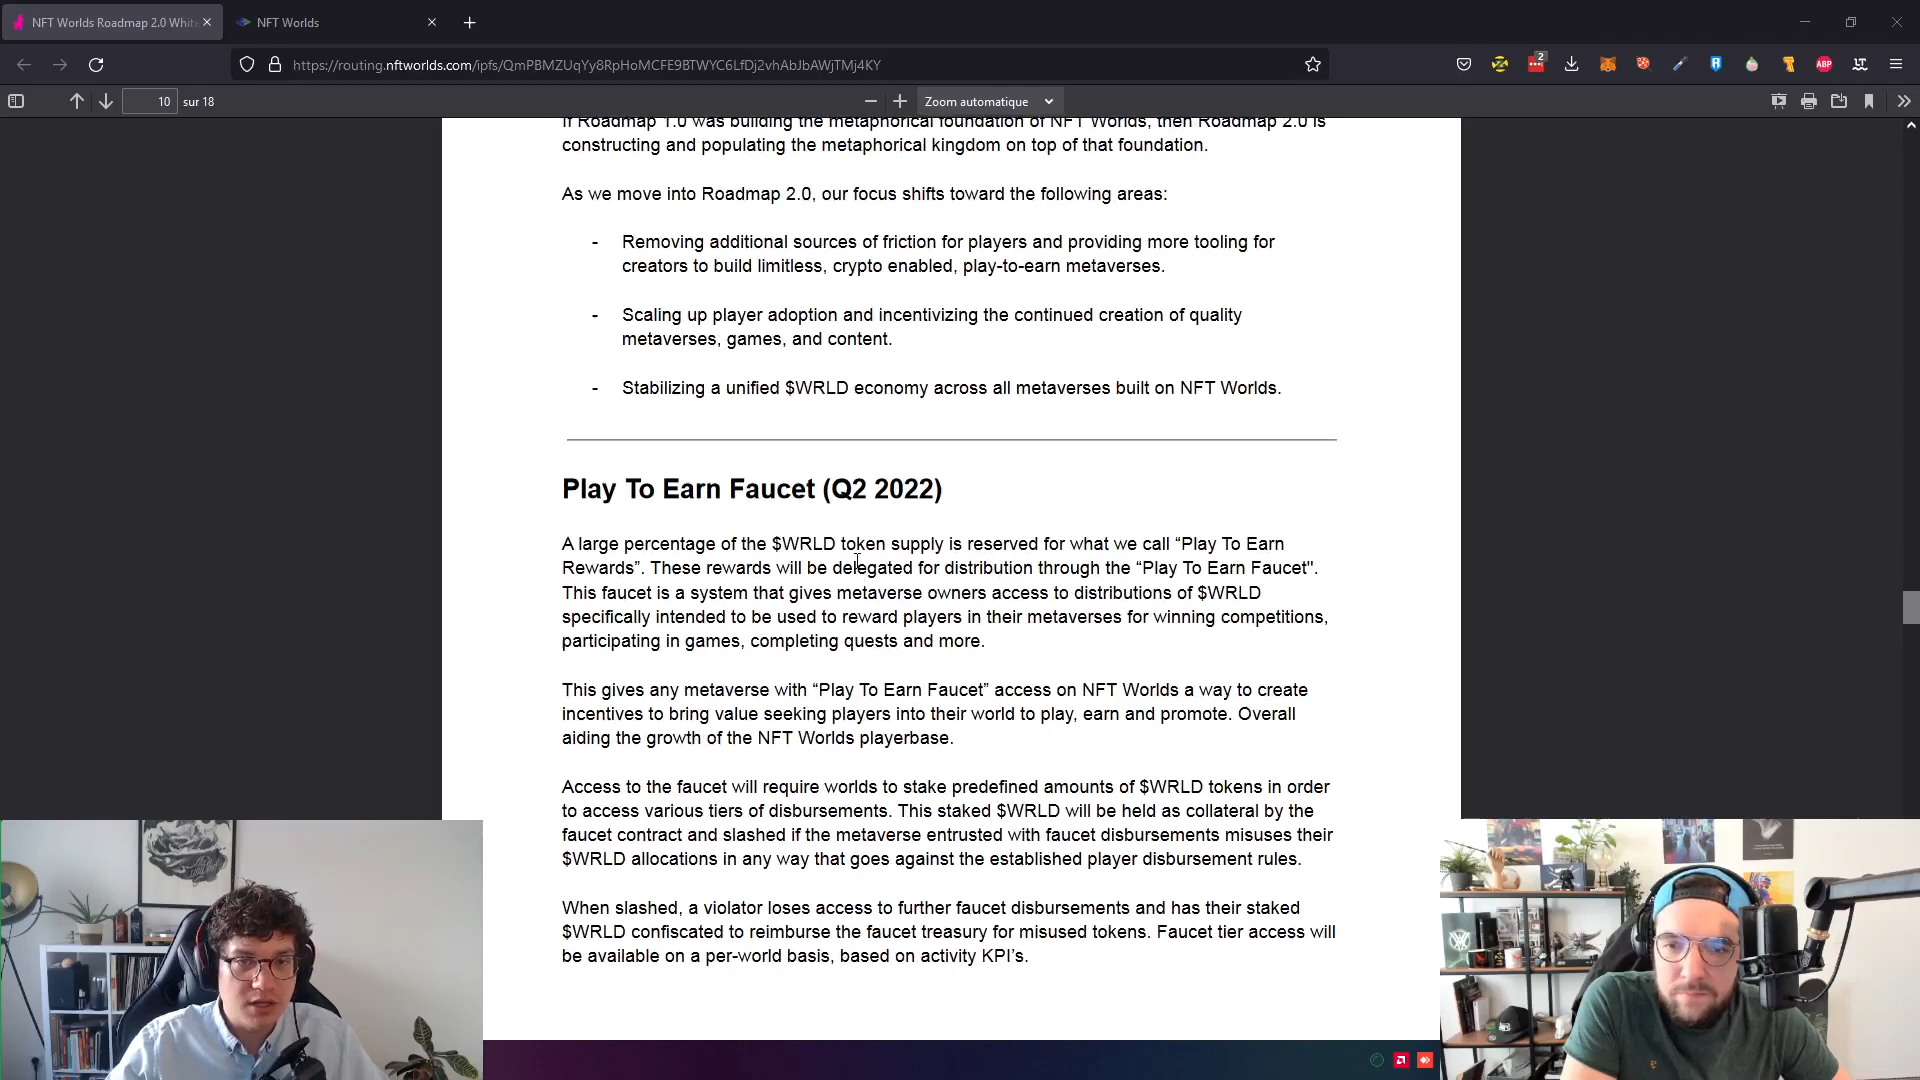 NFT Worlds Roadmap 2.0 White
NFT Worlds
https://routing.nftworlds.com/ipfs/QmPBMZUqYy8RpHoMCFE9BTWYC6LfDj2vhAbJbAWjTMj4KY
2
ABP
10 sur 18
Zoom automatique
If Roadmap 1.0 was building the metaphorical foundation of NFT Worlds, then Roadmap 2.0 is
constructing and populating the metaphorical kingdom on top of that foundation.
As we move into Roadmap 2.0, our focus shifts toward the following areas:
- Removing additional sources of friction for players and providing more tooling for
creators to build limitless, crypto enabled, play-to-earn metaverses.
- Scaling up player adoption and incentivizing the continued creation of quality
metaverses, games, and content.
- Stabilizing a unified $WRLD economy across all metaverses built on NFT Worlds.
Play To Earn Faucet (Q2 2022)
A large percentage of the $WRLD token supply is reserved for what we call “Play To Earn
Rewards”. These rewards will be delegated for distribution through the “Play To Earn Faucet".
This faucet is a system that gives metaverse owners access to distributions of $WRLD
specifically intended to be used to reward players in their metaverses for winning competitions,
participating in games, completing quests and more.
This gives any metaverse with “Play To Earn Faucet” access on NFT Worlds a way to create
incentives to bring value seeking players into their world to play, earn and promote. Overall
aiding the growth of the NFT Worlds playerbase.
Access to the faucet will require worlds to stake predefined amounts of $WRLD tokens in order
to access various tiers of disbursements. This staked $WRLD will be held as collateral by the
faucet contract and slashed if the metaverse entrusted with faucet disbursements misuses their
$WRLD allocations in any way that goes against the established player disbursement rules.
When slashed, a violator loses access to further faucet disbursements and has their staked
$WRLD confiscated to reimburse the faucet treasury for misused tokens. Faucet tier access will
be available on a per-world basis, based on activity KPI’s.